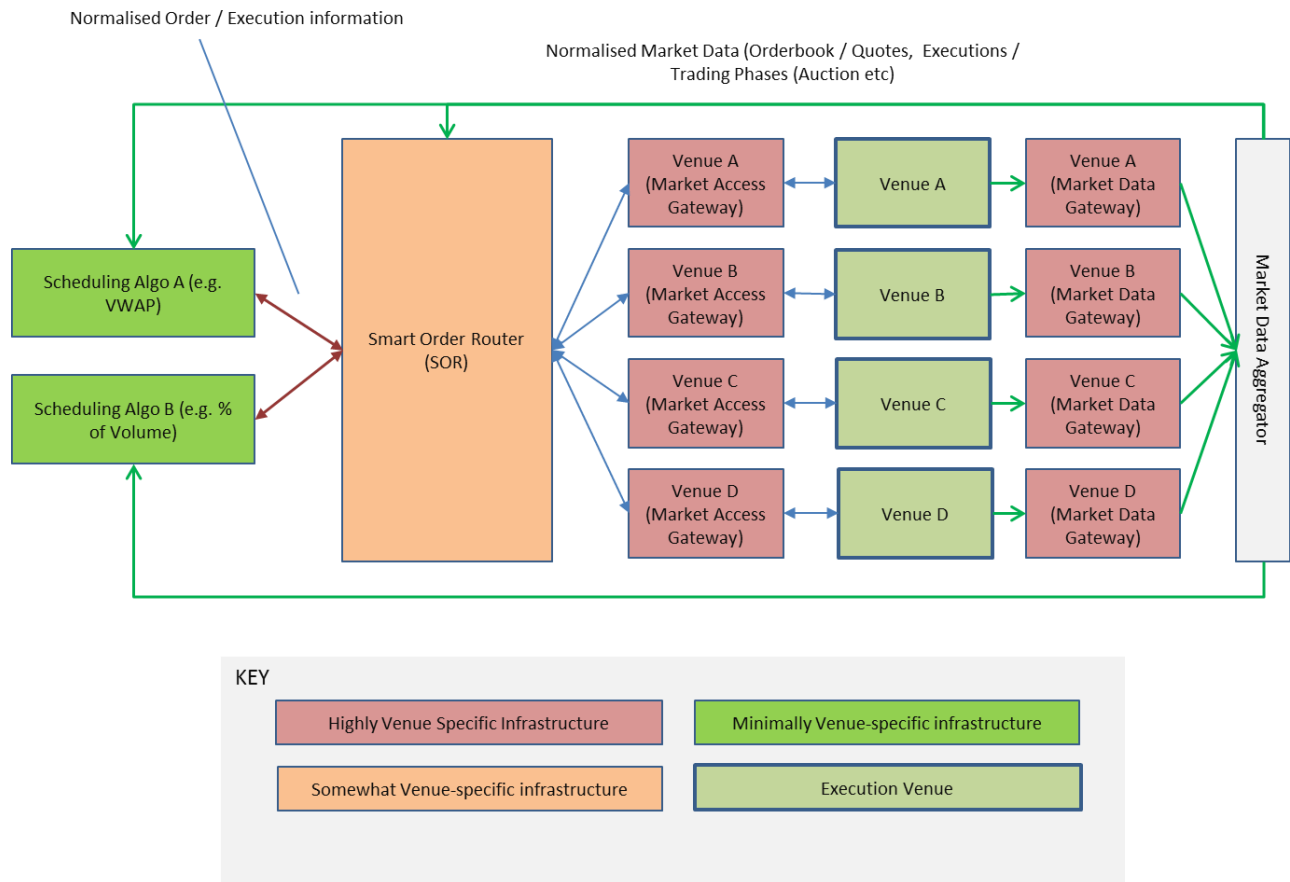 Normalised Order / Execution information
Normalised Market Data (Orderbook / Quotes, Executions /
Trading Phases (Auction etc)
Scheduling Algo A (e.g.
VWAP)
Scheduling Algo B (e.g. %
of Volume)
Smart Order Router
(SOR)
Venue A
(Market Access
Gateway)
Venue A
Venue A
(Market Data
Gateway)
Venue B
(Market Access
Gateway)
Venue B
Venue B
(Market Data
Gateway)
Venue C
(Market Access
Gateway)
Venue C
Venue C
(Market Data
Gateway)
Venue D
(Market Access
Gateway)
Venue D
Venue D
(Market Data
Gateway)
Market Data Aggregator
KEY
Highly Venue Specific Infrastructure
Minimally Venue-specific infrastructure
Somewhat Venue-specific infrastructure
Execution Venue